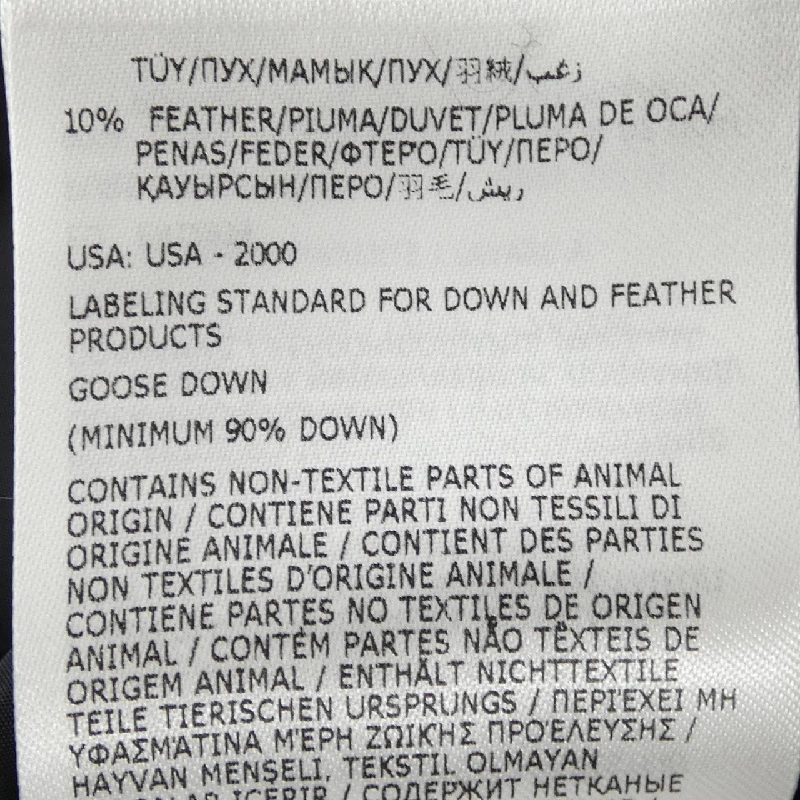 TÜY/ПУХ/МАМЫК/ПУХ/羽絨/زغب
10% FEATHER/PIUMA/DUVET/PLUMA DE OCA/
PENAS/FEDER/ΦΤΕΡΌ/TÜY/ПЕРО/
ҚАУЫРСЫН/ПЕРО/羽毛/ریش
USA: USA - 2000
LABELING STANDARD FOR DOWN AND FEATHER
PRODUCTS
GOOSE DOWN
(MINIMUM 90% DOWN)
CONTAINS NON-TEXTILE PARTS OF ANIMAL
ORIGIN / CONTIENE PARTI NON TESSILI DI
ORIGINE ANIMALE / CONTIENT DES PARTIES
NON TEXTILES D'ORIGINE ANIMALE /
CONTIENE PARTES NO TEXTILES DE ORIGEN
ANIMAL / CONTÉM PARTES NÃO TÊXTEIS DE
ORIGEM ANIMAL / ENTHÄLT NICHTTEXTILE
TEILE TIERISCHEN URSPRUNGS / ΠΕΡΙΈΧΕΙ ΜΗ
ΥΦΑΣΜΆΤΙΝΑ ΜΈΡΗ ΖΩΙΚΉΣ ΠΡΟΈΛΕΥΣΗΣ /
HAYVAN MENŞELİ, TEKSTİL OLMAYAN
İÇERİR / СОДЕРЖИТ НЕТКАНЫЕ